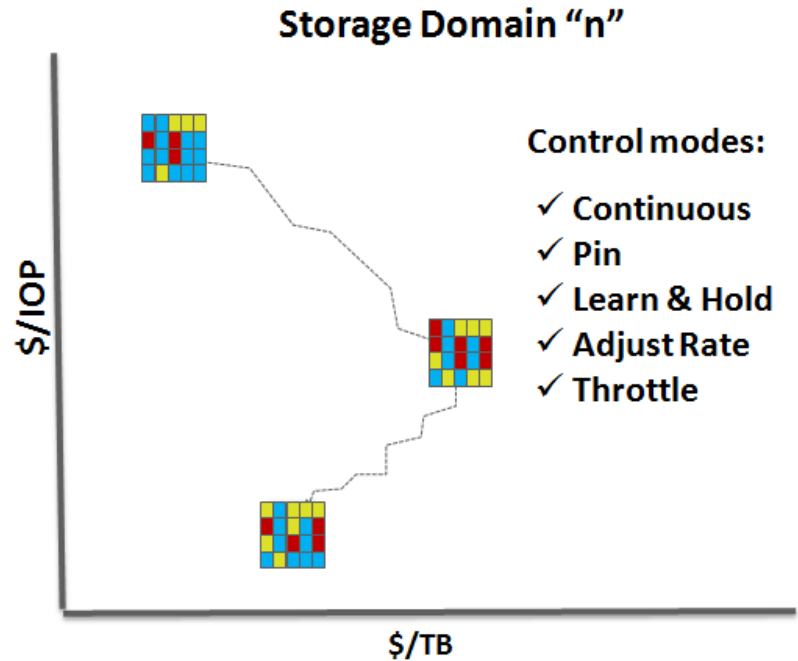 Storage Domain “n”
Control modes:
✓ Continuous
✓ Pin
✓ Learn & Hold
✓ Adjust Rate
✓ Throttle
$/IOP
$/TB